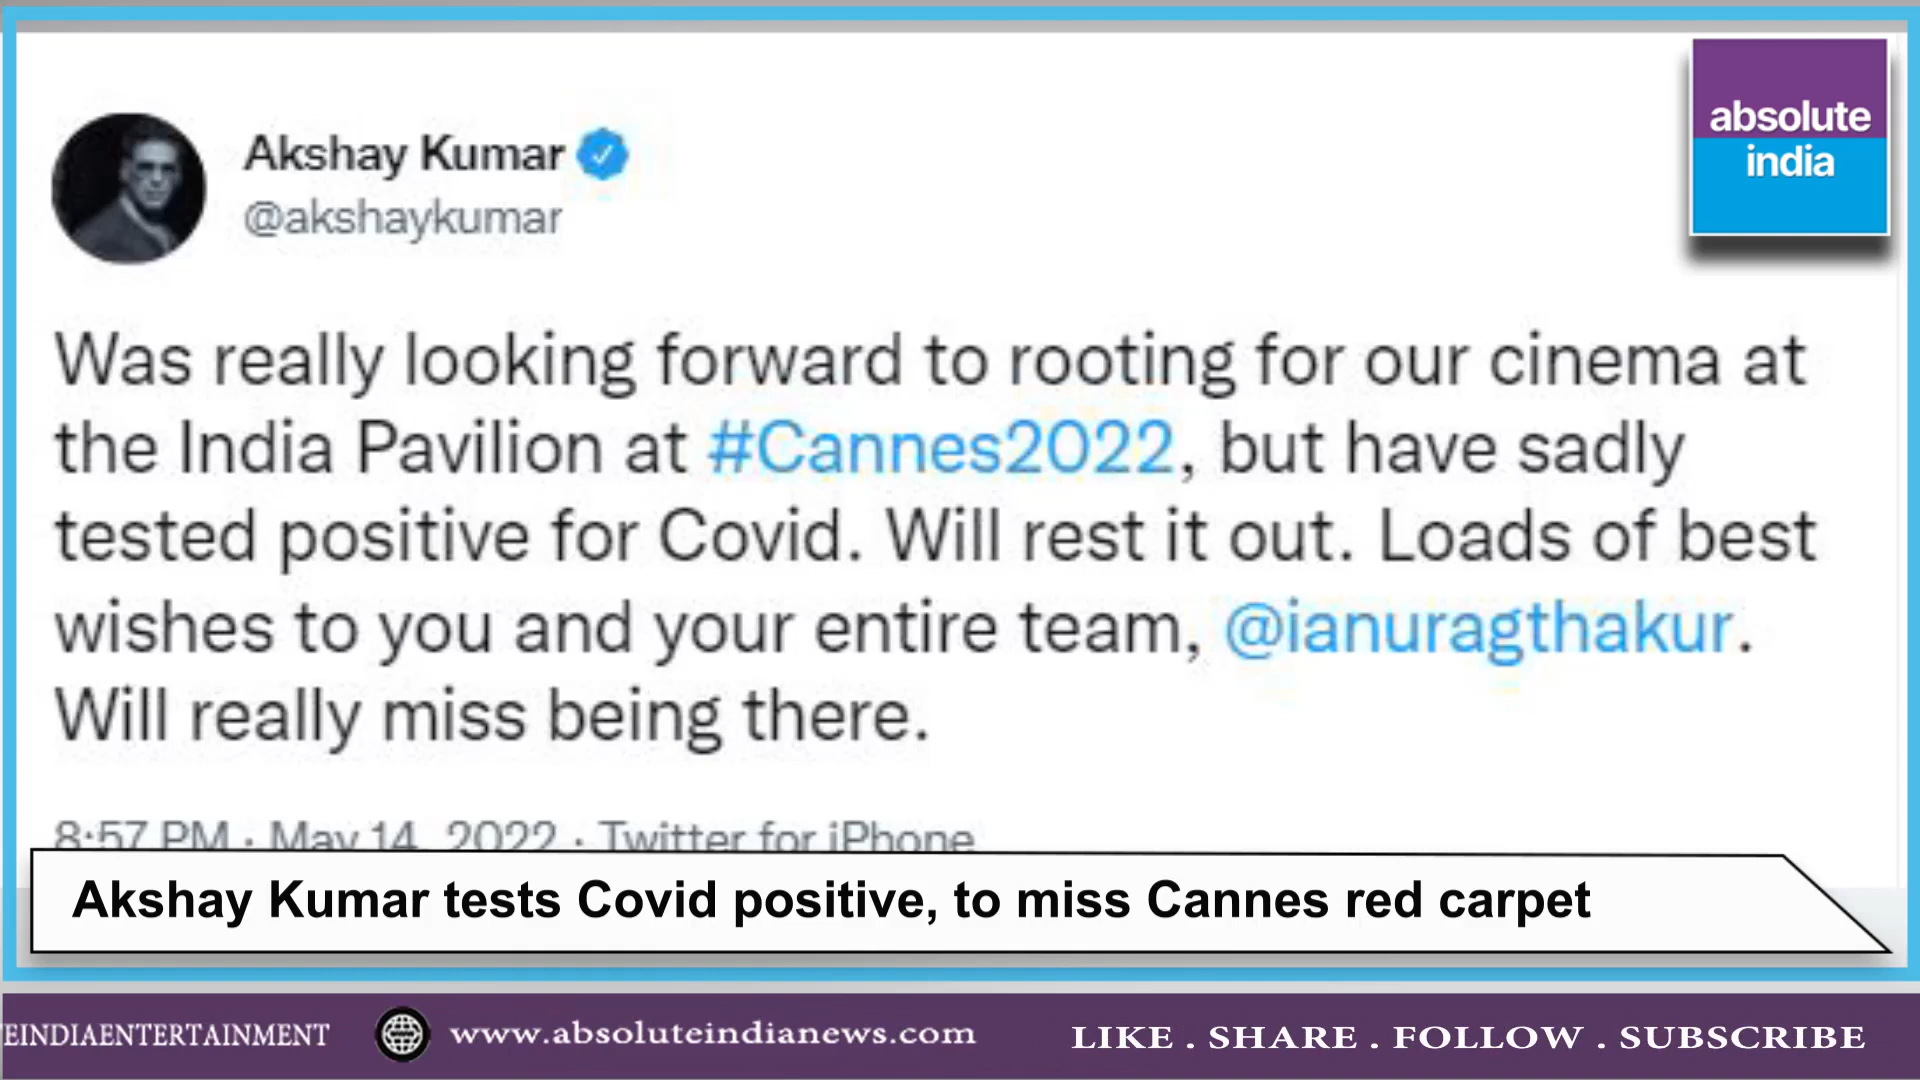 absolute
india
Akshay Kumar
@akshaykumar
Was really looking forward to rooting for our cinema at
the India Pavilion at #Cannes2022, but have sadly
tested positive for Covid. Will rest it out. Loads of best
wishes to you and your entire team, @ianuragthakur.
Will really miss being there.
8:57 PM · May 14, 2022 · Twitter for iPhone
Akshay Kumar tests Covid positive, to miss Cannes red carpet
EINDIAENTERTAINMENT
www.absoluteindianews.com
LIKE . SHARE . FOLLOW . SUBSCRIBE